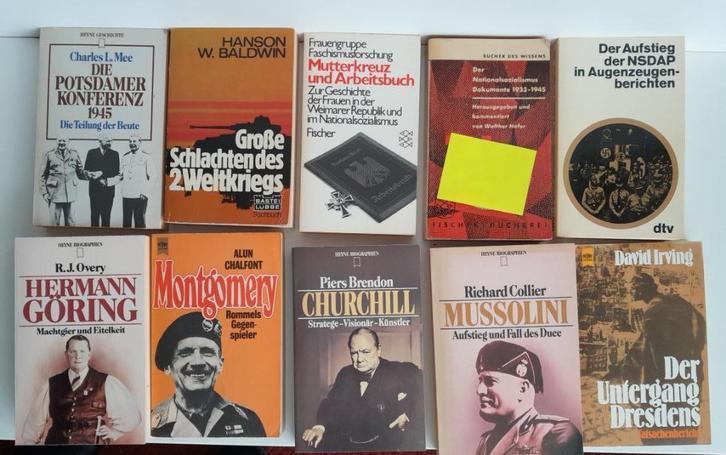 HEYNE GESCHICHTE
Charles L. Mee
DIE
POTSDAMER
KONFERENZ
1945
Die Teilung der Beute
HANSON
W. BALDWIN
Große
Schlachten des
2.Weltkriegs
BASTEI
LÜBBE
Taschenbuch
Frauengruppe
Faschismusforschung
Mutterkreuz
und Arbeitsbuch
Zur Geschichte
der Frauen in der
Weimarer Republik und
im Nationalsozialismus
Fischer
Arbeitsbuch
BÜCHER DES WISSENS
Der
Nationalsozialismus
Dokumente 1933-1945
Herausgegeben und
kommentiert
von Walther Hofer
FISCHER BÜCHEREI
Der Aufstieg
der NSDAP
in Augenzeugen-
berichten
dtv
HEYNE BIOGRAPHIEN
R.J. Overy
HERMANN
GÖRING
Machtgier und Eitelkeit
ALUN
CHALFONT
Montgomery
Rommels
Gegen-
spieler
HEYNE BIOGRAPHIEN
Piers Brendon
CHURCHILL
Stratege-Visionär-Künstler
HEYNE BIOGRAPHIEN
Richard Collier
MUSSOLINI
Aufstieg und Fall des Duce
David Irving
Der
Untergang
Dresdens
Tatsachenbericht